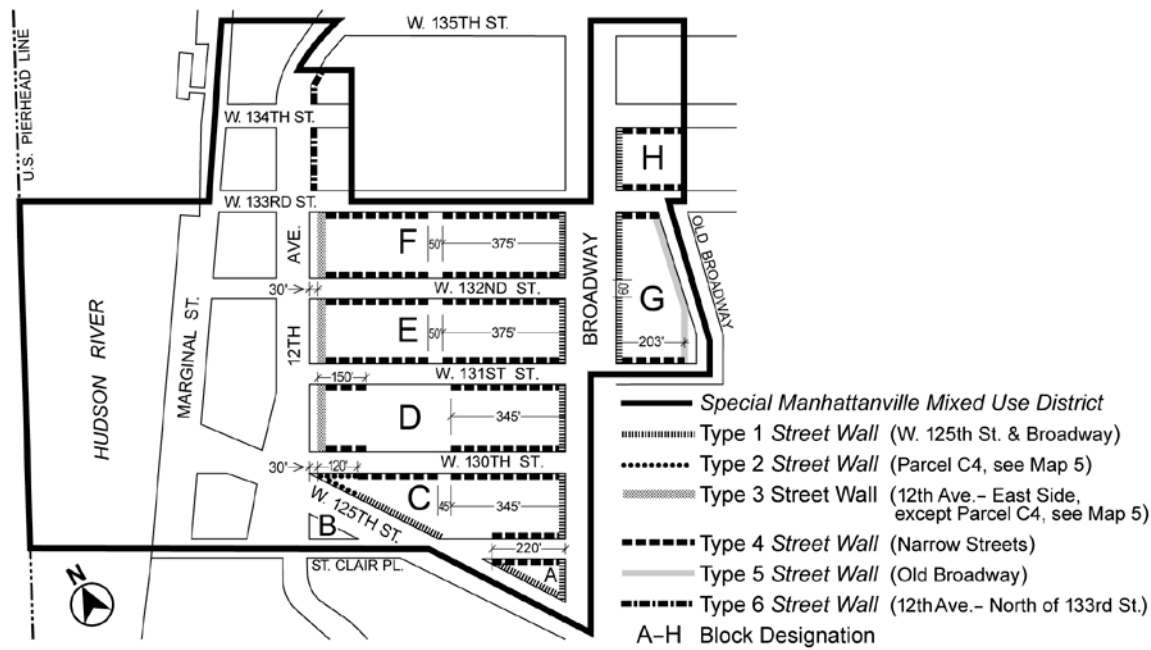 W. 135TH ST.
U.S. PIERHEAD LINE
W. 134TH ST.
H
W. 133RD ST.
OLD BROADWAY
AVE.
F
50'
375'
BROADWAY
60'
G
30'
W. 132ND ST.
HUDSON RIVER
MARGINAL ST.
12TH
E
50'
375'
203'
150'
W. 131ST ST.
D
345'
30'
120'
W. 130TH ST.
C
45'
345'
W. 125TH ST.
B
220'
A
ST. CLAIR PL.
N
Special Manhattanville Mixed Use District
Type 1 Street Wall (W. 125th St. & Broadway)
Type 2 Street Wall (Parcel C4, see Map 5)
Type 3 Street Wall (12th Ave.– East Side,
except Parcel C4, see Map 5)
Type 4 Street Wall (Narrow Streets)
Type 5 Street Wall (Old Broadway)
Type 6 Street Wall (12th Ave.– North of 133rd St.)
A–H Block Designation